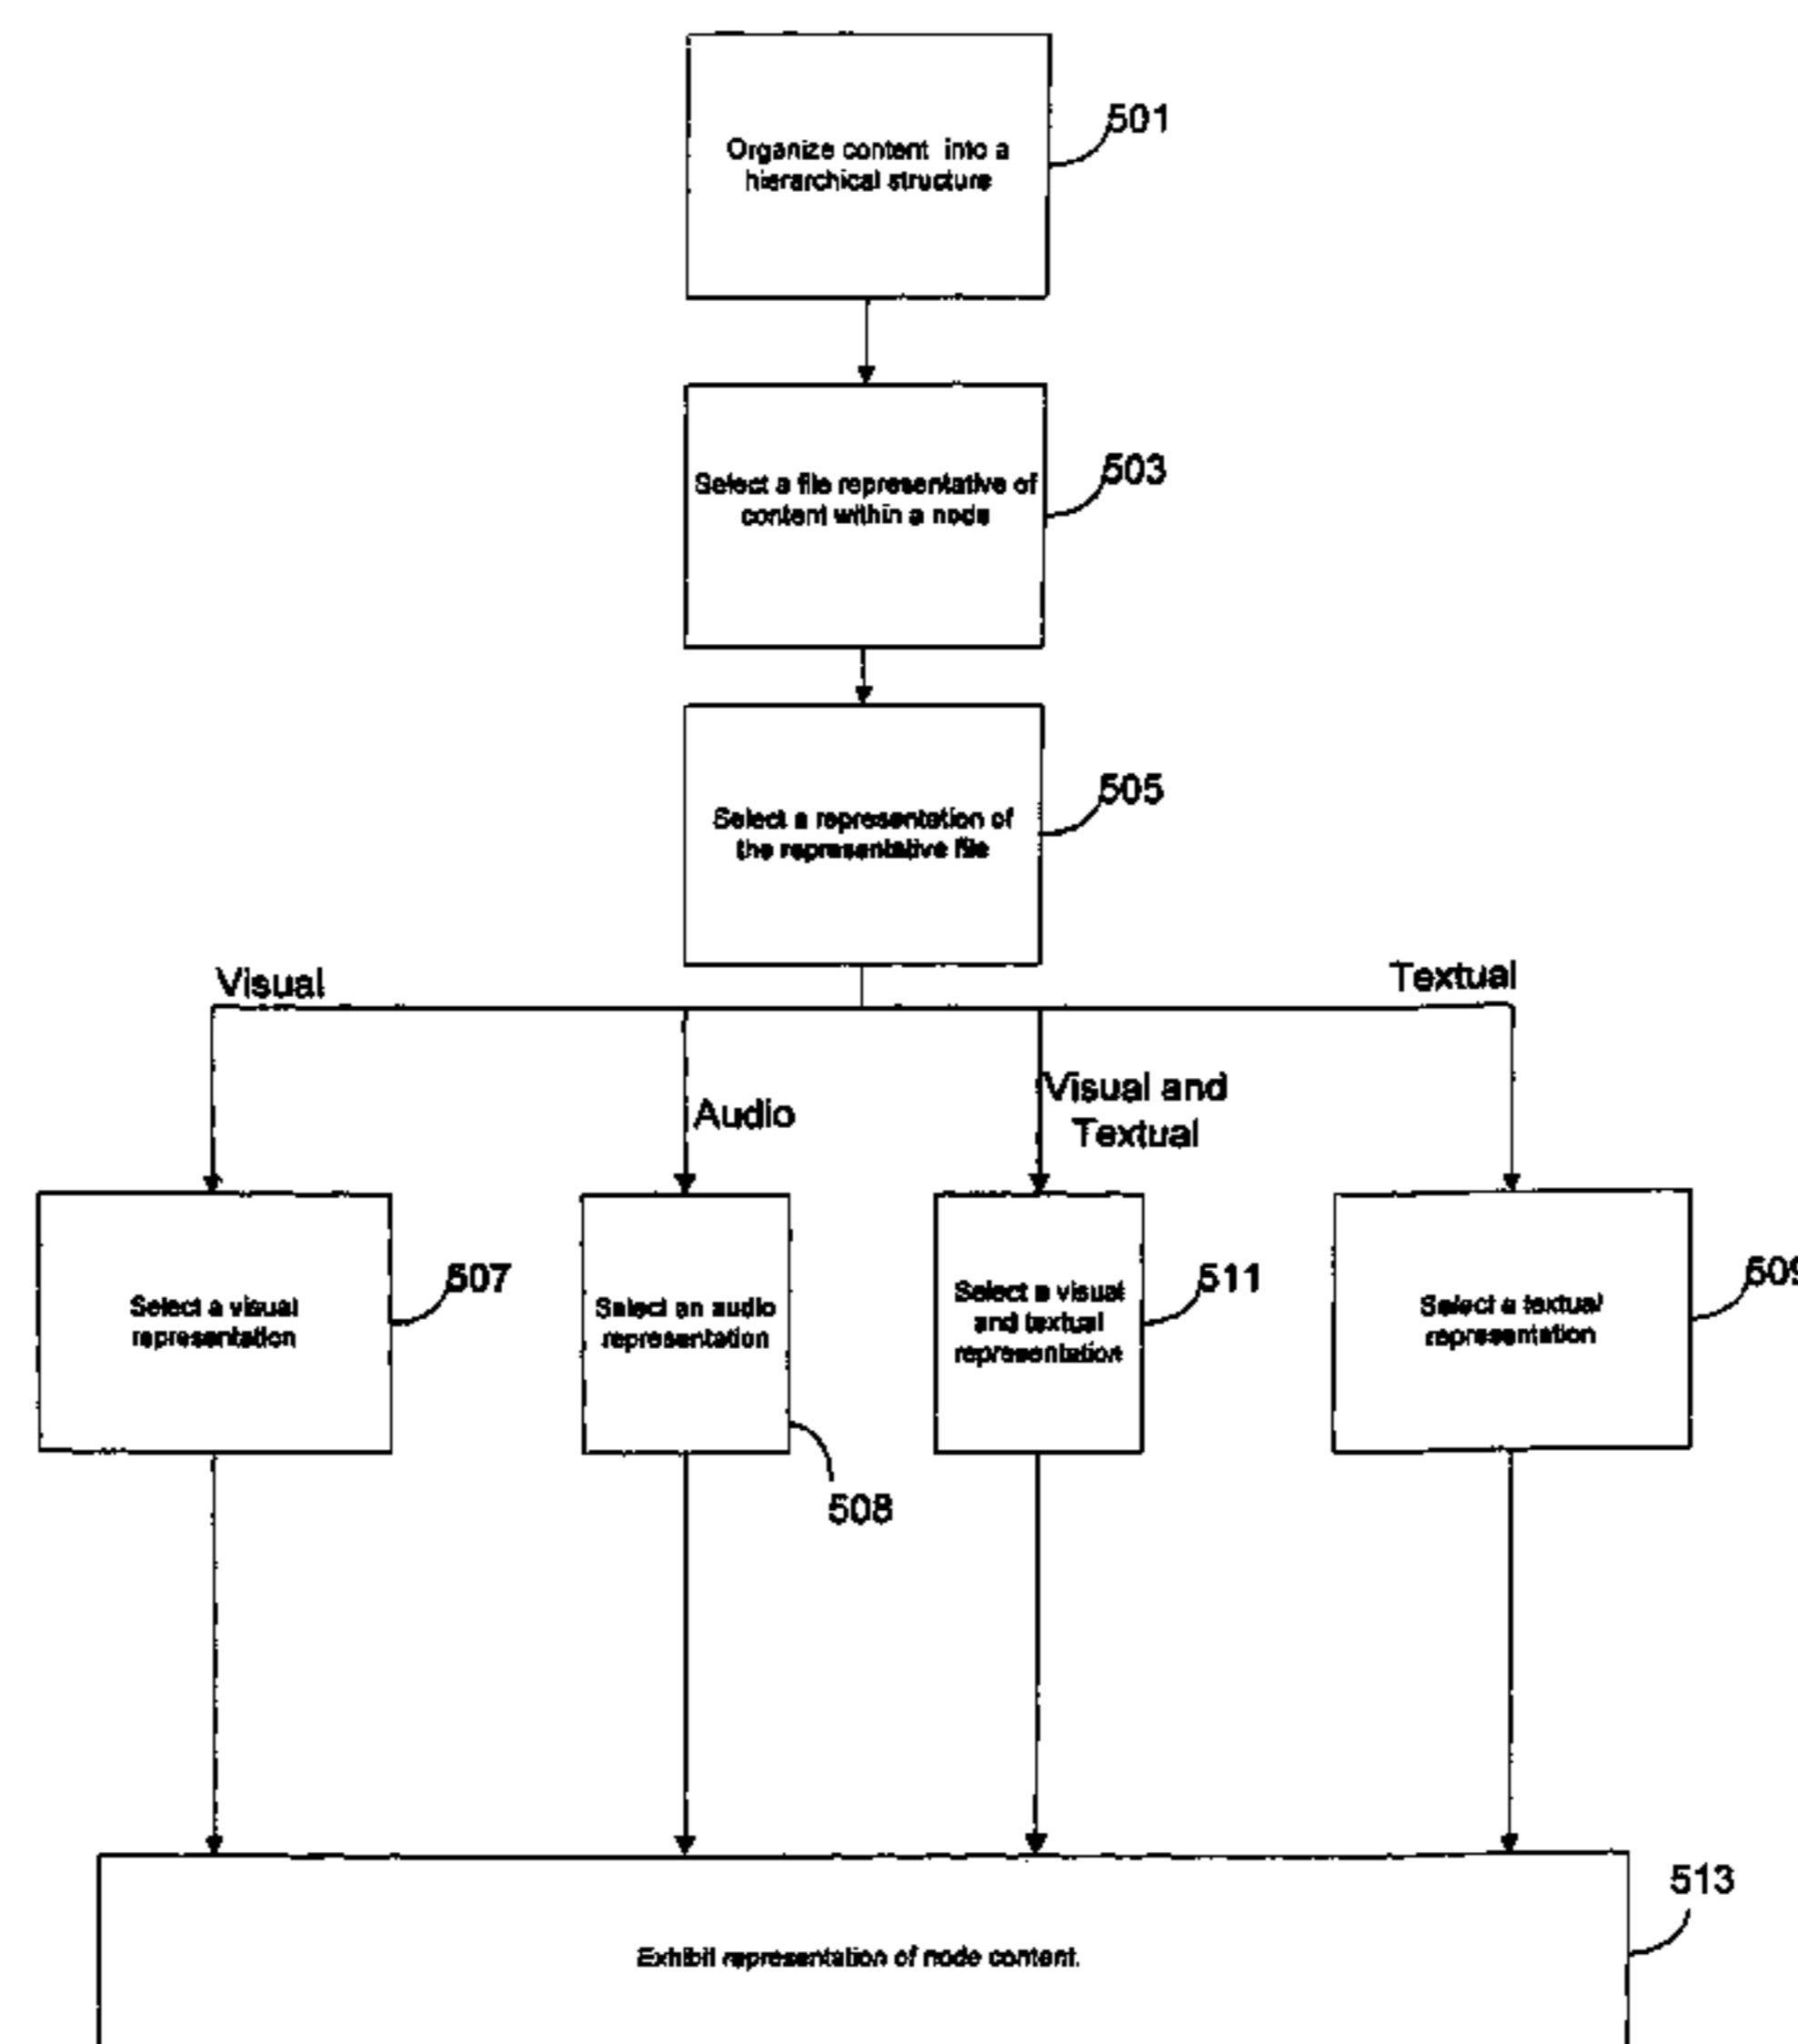 Organize content into a
hierarchical structure
501
Select a file representative of
content within a node
503
Select a representation of
the representative file
505
Visual
Textual
Audio
Visual and
Textual
Select a visual
representation
507
Select an audio
representation
508
Select a visual
and textual
representation
511
Select a textual
representation
509
Exhibit representation of node content.
513